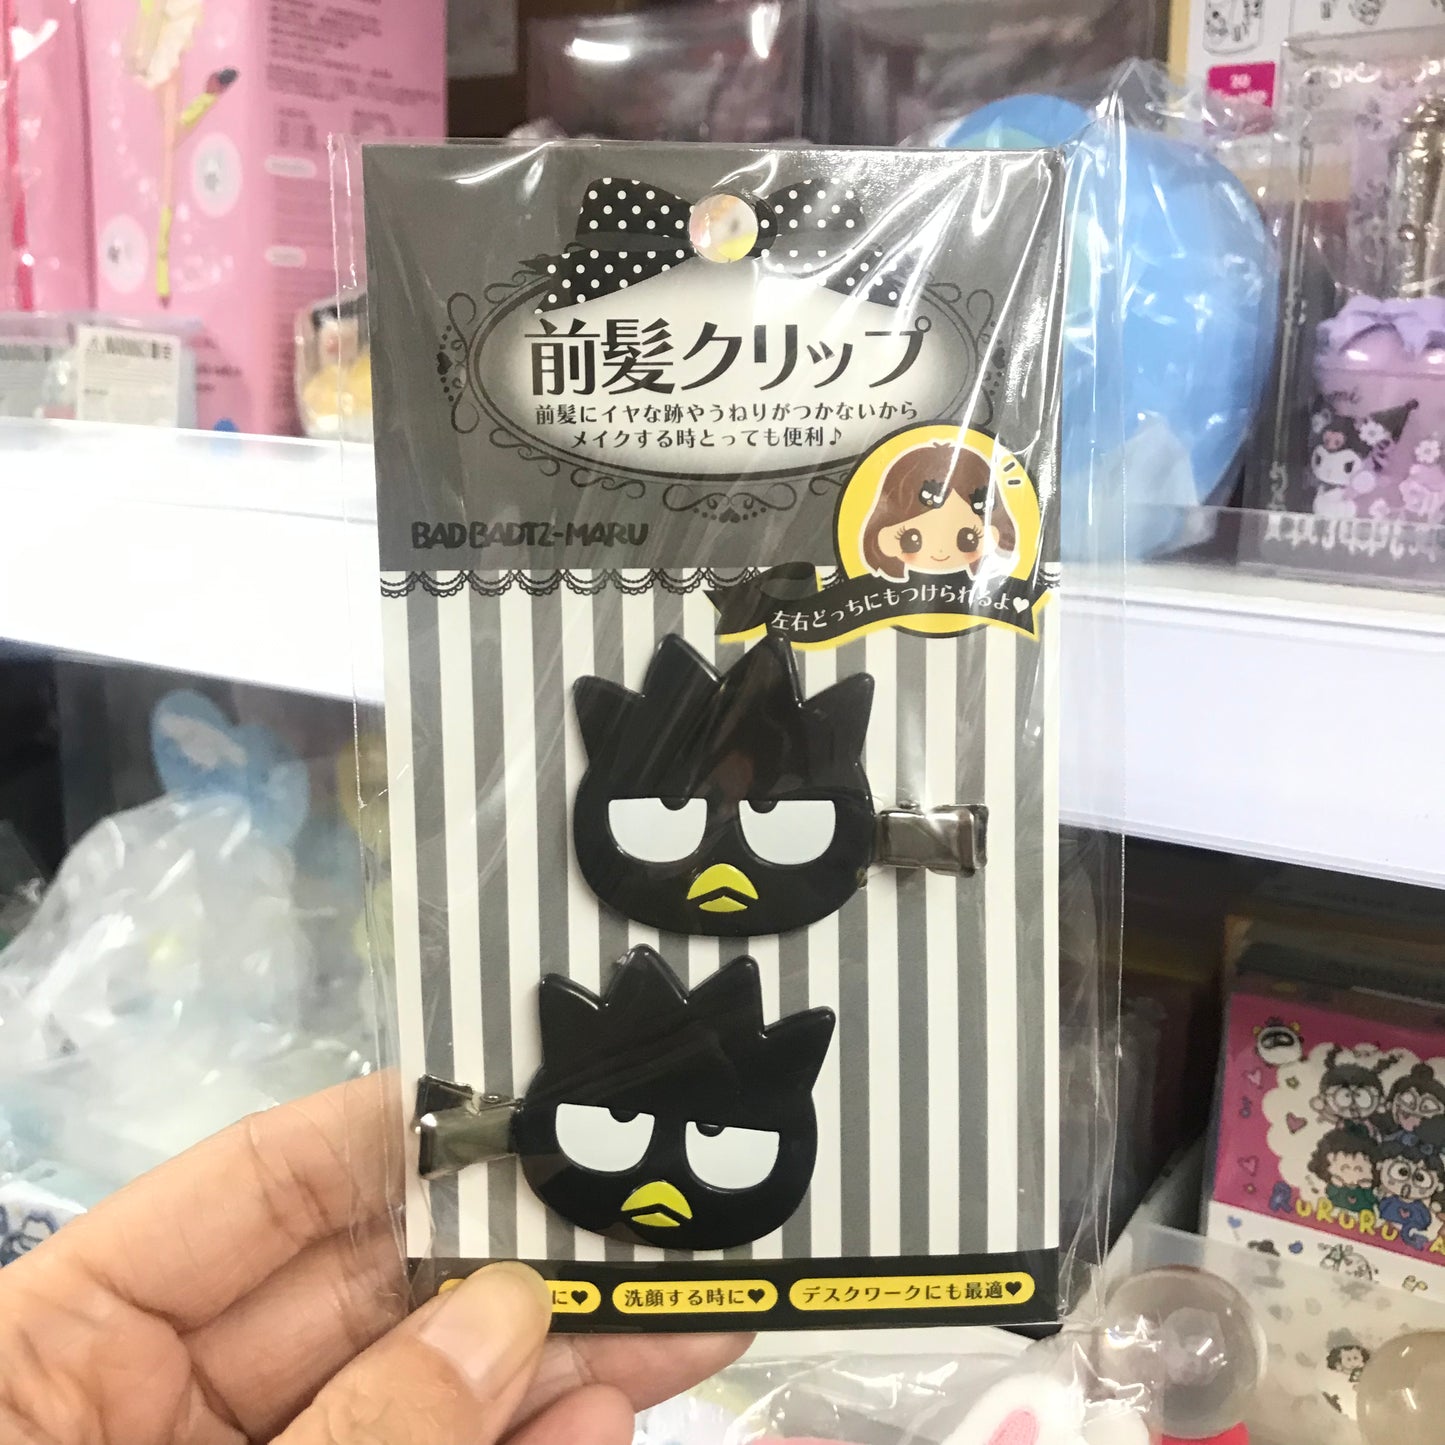 前髪クリップ
前髪にイヤな跡やうねりがつかないから
メイクする時とっても便利♪
BAD BADTZ-MARU
左右どっちにもつけられるよ♥
に♥
洗顔する時に♥
デスクワークにも最適♥
WARNING
RURURUGA